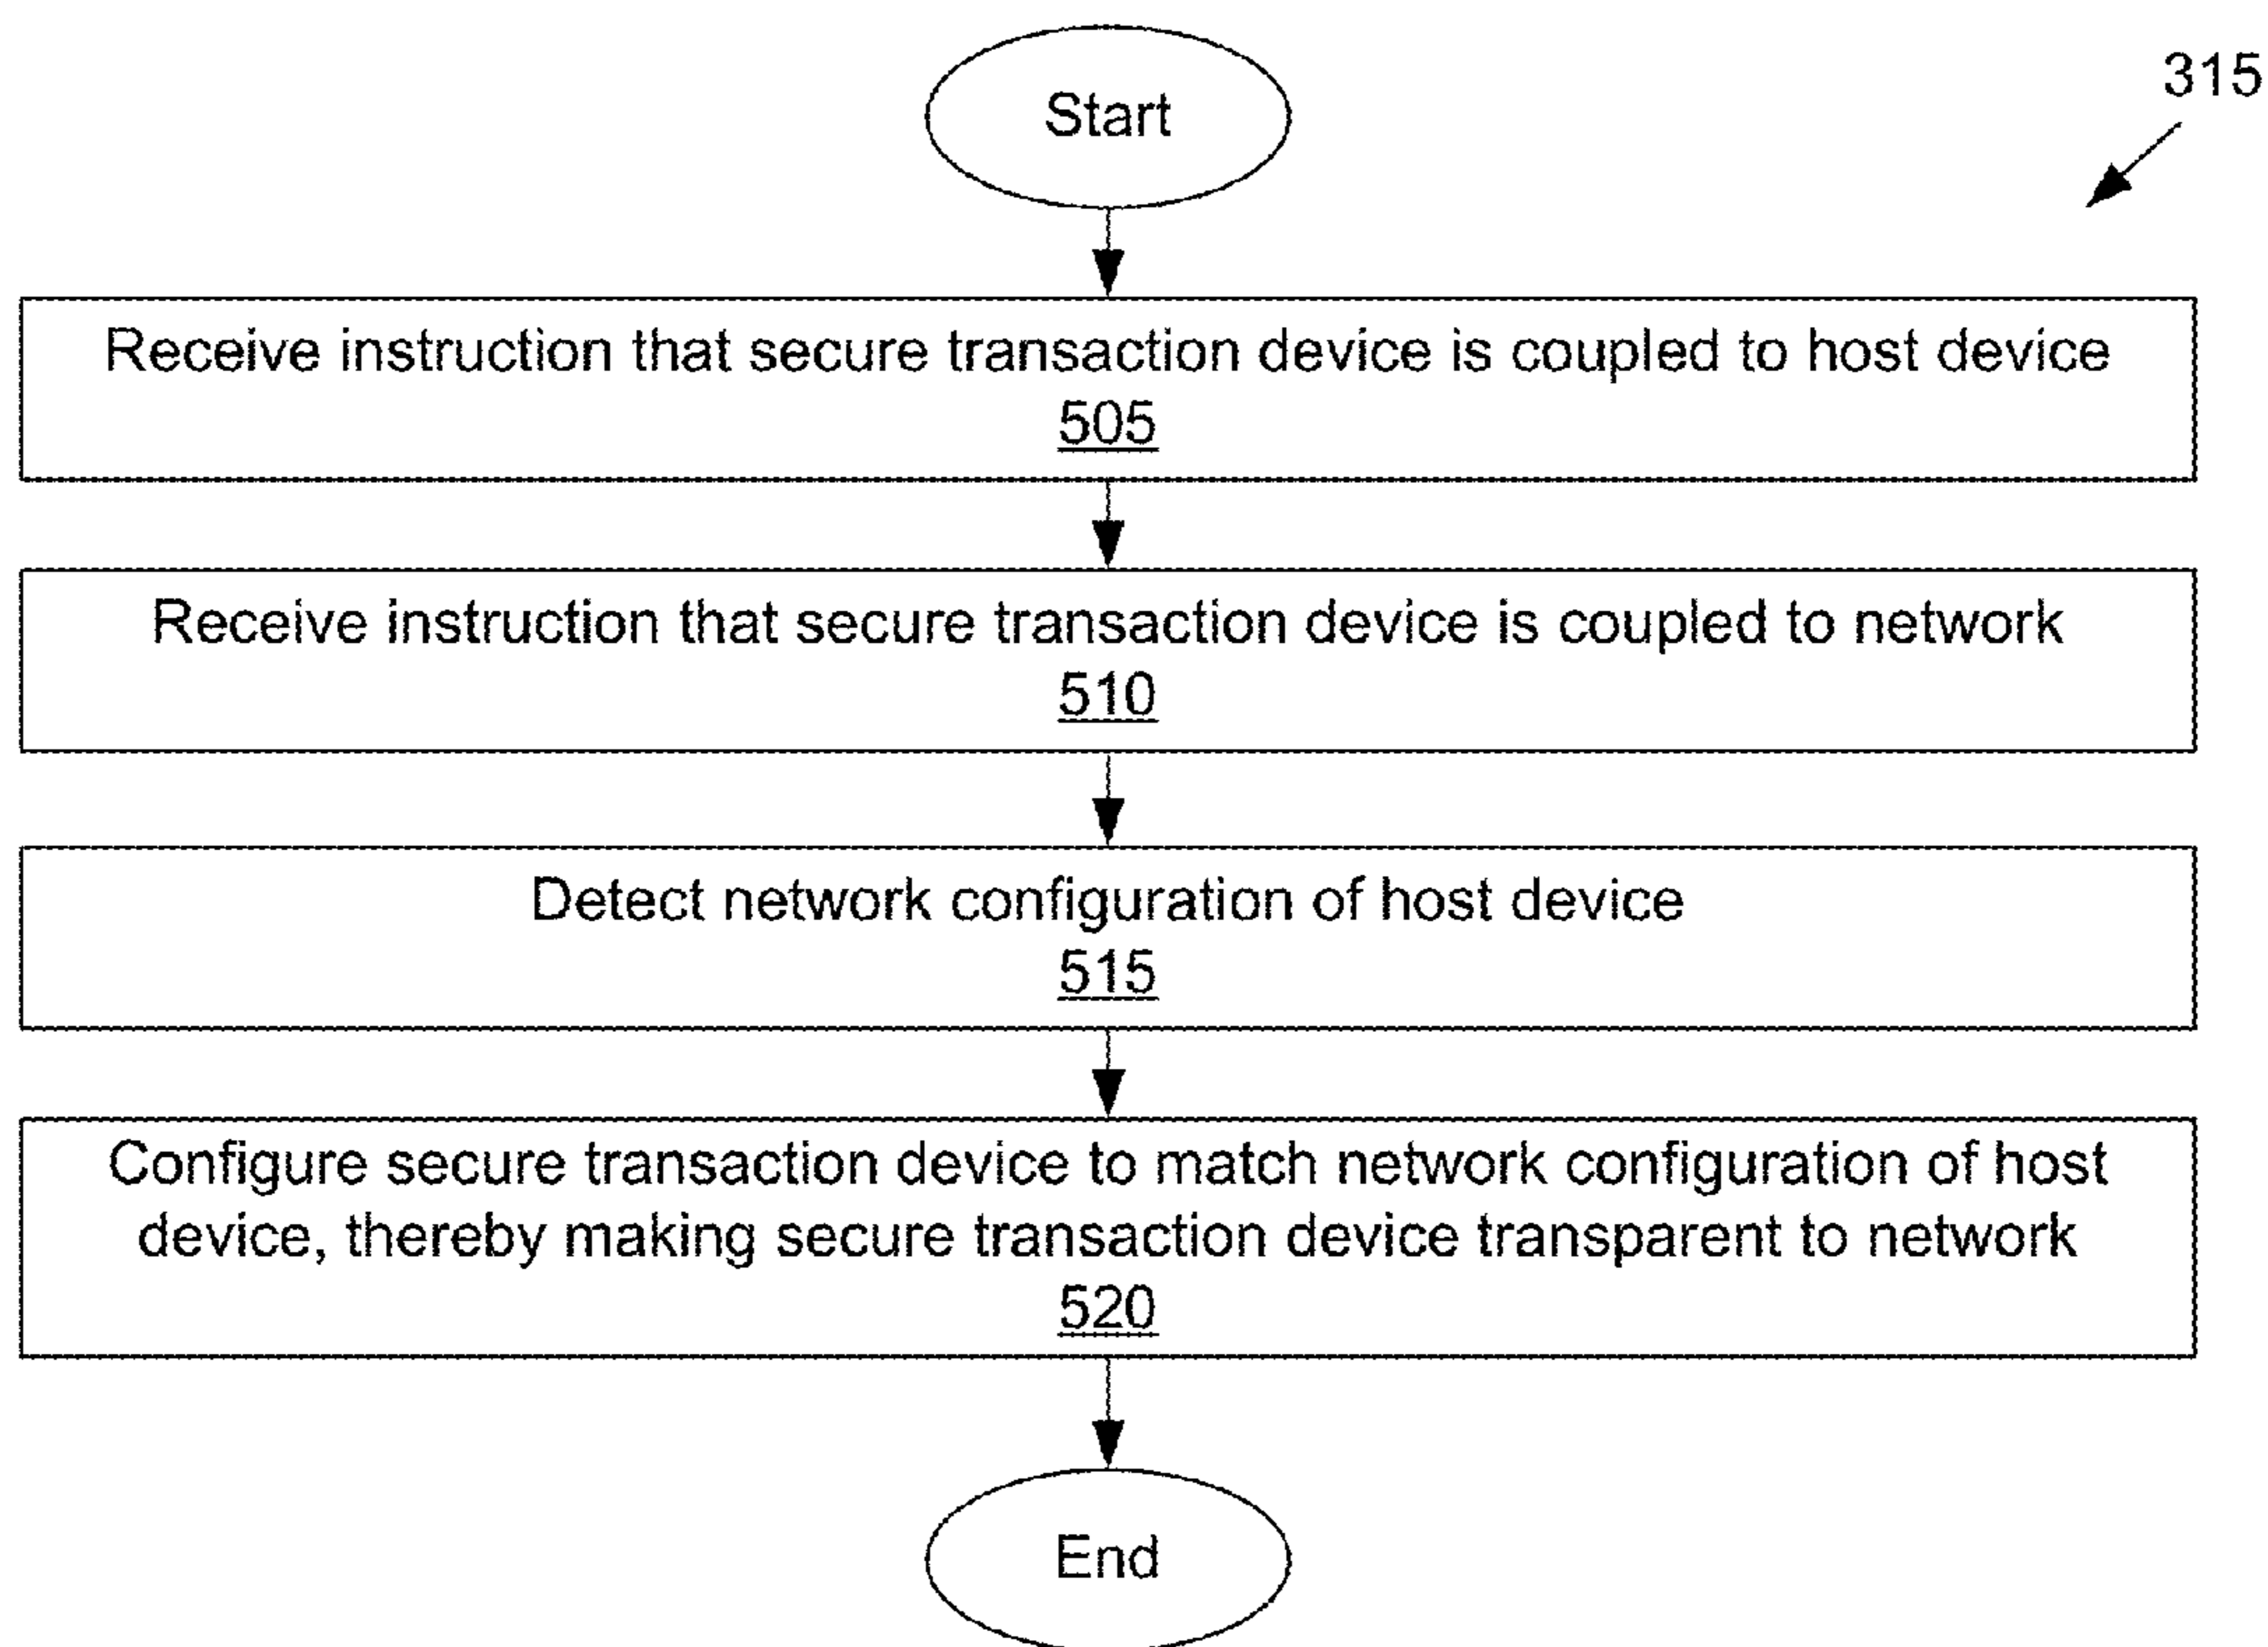 315
Start
Receive instruction that secure transaction device is coupled to host device
505
Receive instruction that secure transaction device is coupled to network
510
Detect network configuration of host device
515
Configure secure transaction device to match network configuration of host
device, thereby making secure transaction device transparent to network
520
End